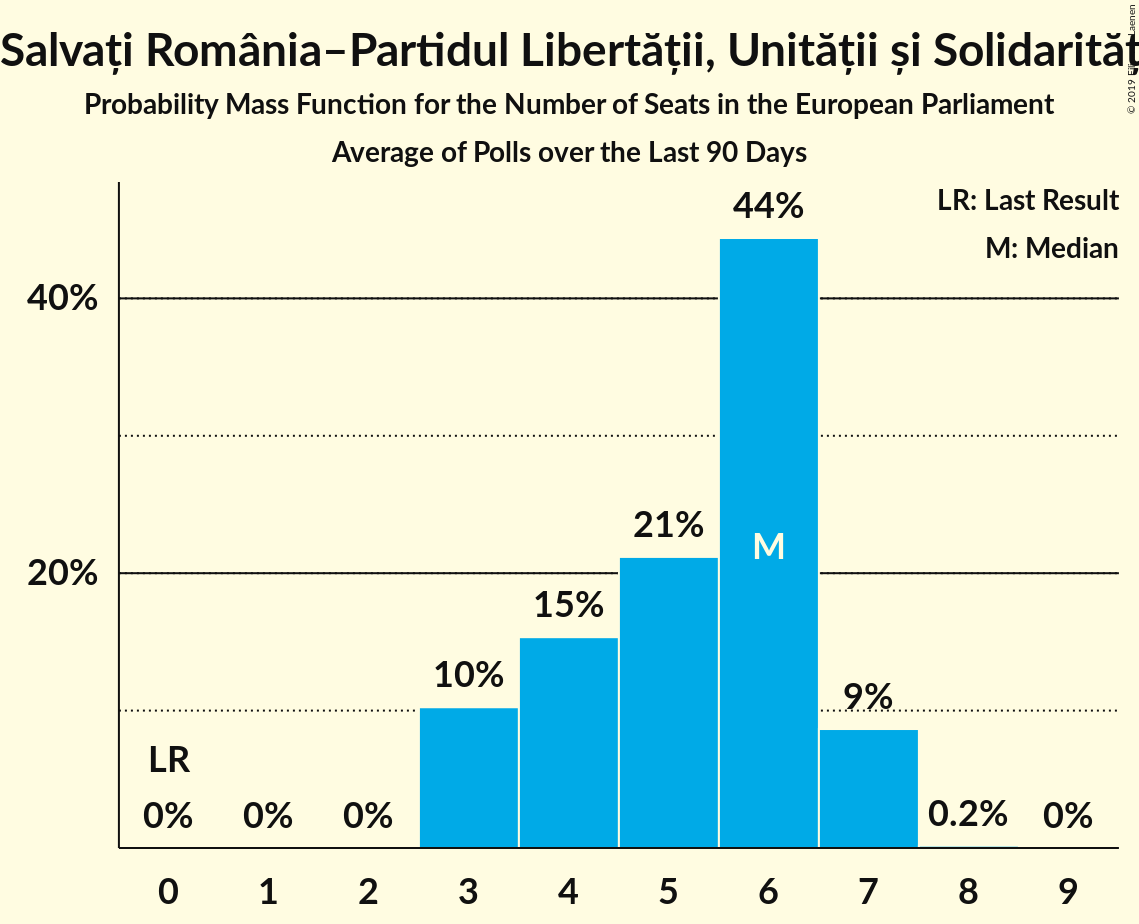 Salvați România–Partidul Libertății, Unității și Solidarităț
Probability Mass Function for the Number of Seats in the European Parliament
Average of Polls over the Last 90 Days
© 2019
LR: Last Result
M: Median
44%
40%
21%
M
20%
15%
10%
9%
LR
0% 0% 0% 0.2% 0%
0 1 2 3 4 5 6 7 8 9